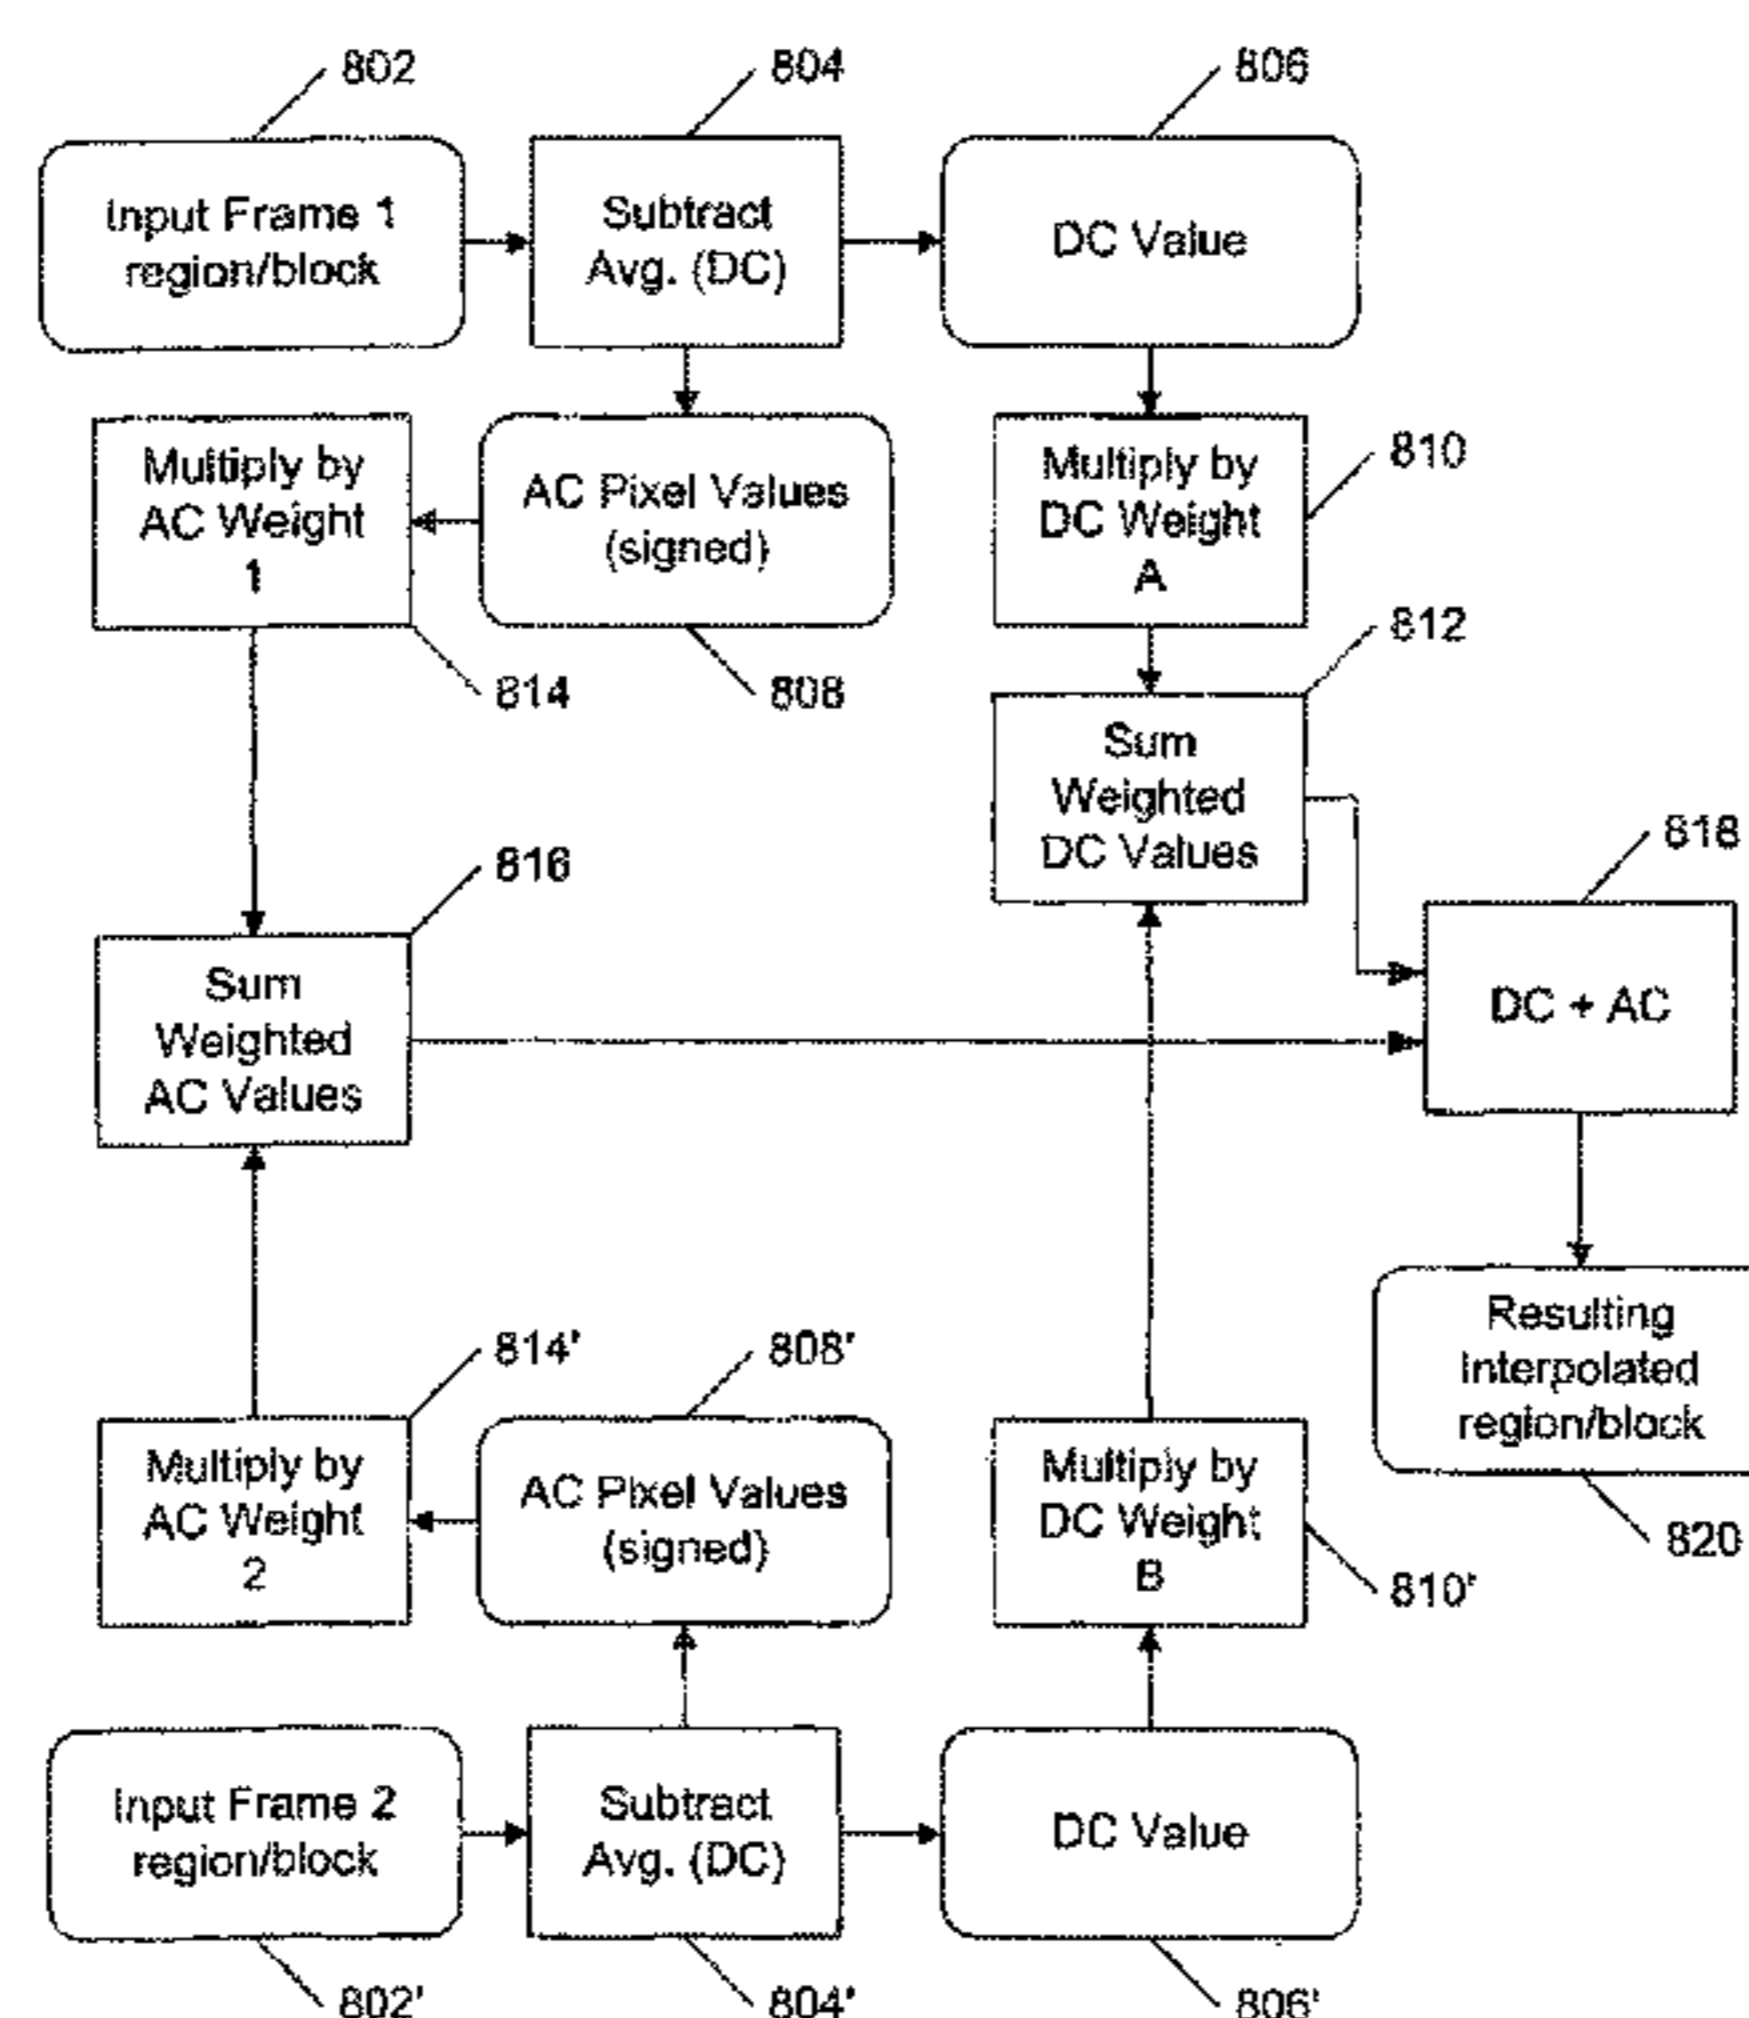 802
804
806
Input Frame 1
region/block
Subtract
Avg. (DC)
DC Value
Multiply by
AC Weight
1
AC Pixel Values
(signed)
Multiply by
DC Weight
A
810
812
814
808
Sum
Weighted
DC Values
818
816
Sum
Weighted
AC Values
DC + AC
Resulting
Interpolated
region/block
814'
808'
Multiply by
AC Weight
2
AC Pixel Values
(signed)
Multiply by
DC Weight
B
820
810'
Input Frame 2
region/block
Subtract
Avg. (DC)
DC Value
802'
804'
806'